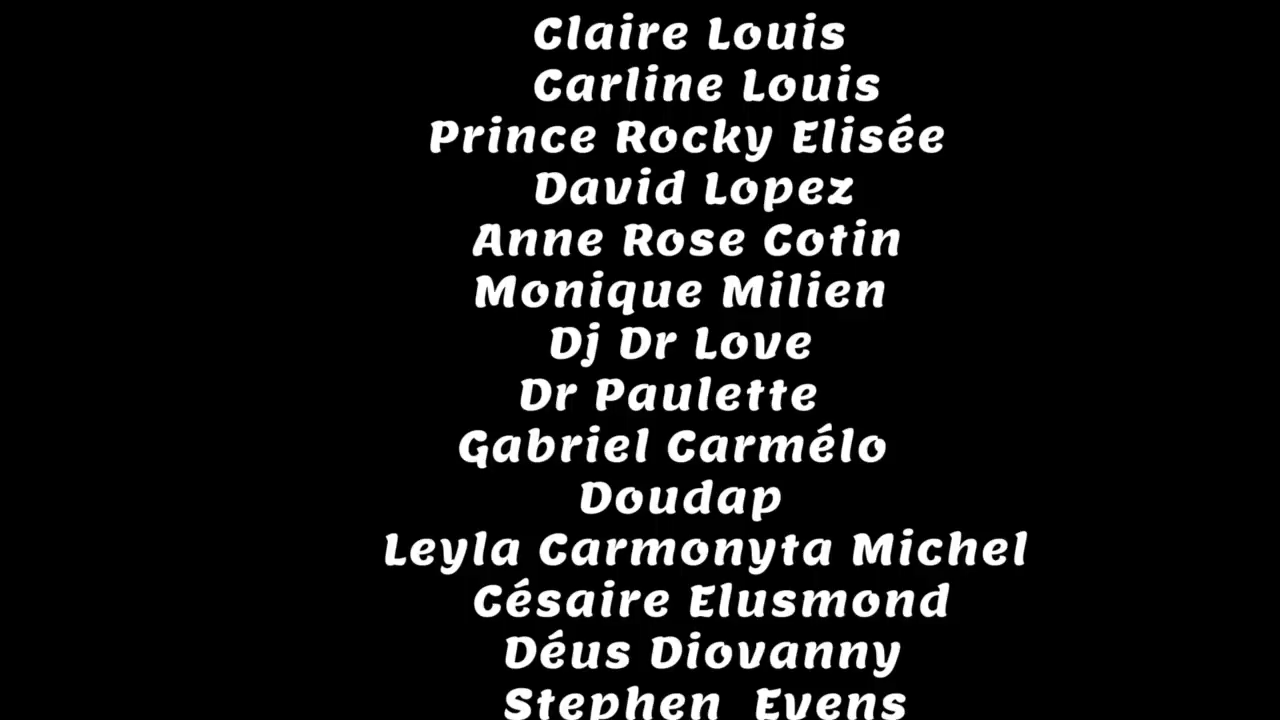 Claire Louis
Carline Louis
Prince Rocky Elisée
David Lopez
Anne Rose Cotin
Monique Milien
Dj Dr Love
Dr Paulette
Gabriel Carmélo
Doudap
Leyla Carmonyta Michel
Césaire Elusmond
Déus Diovanny
Stephen  Evens